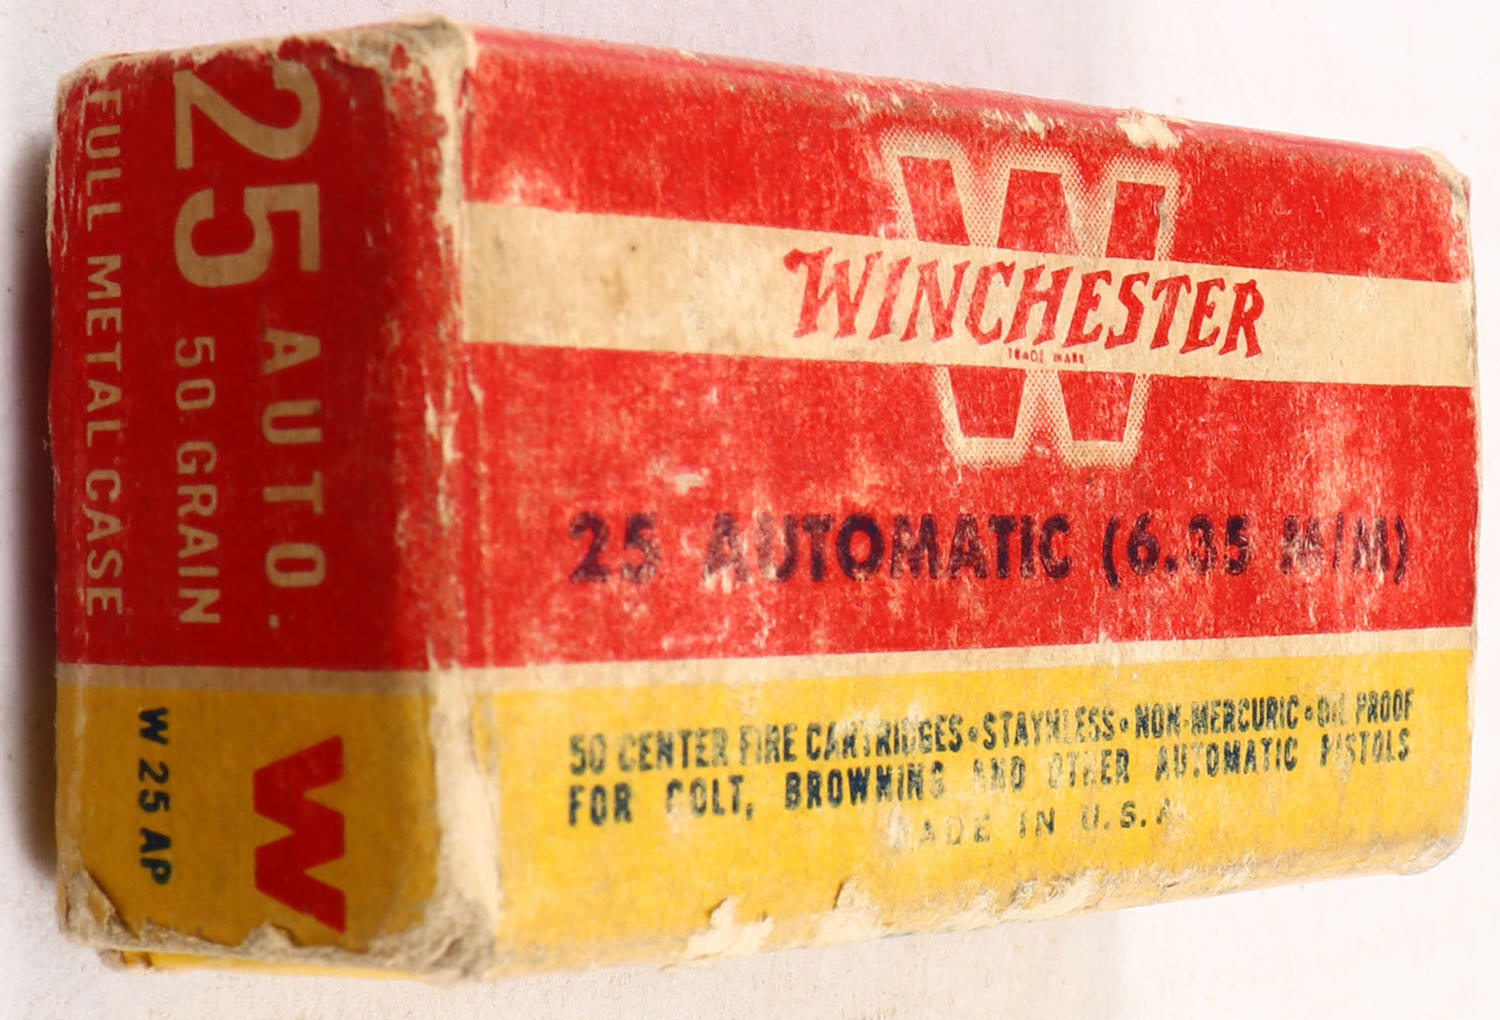 25 AUTO.
50 GRAIN
FULL METAL CASE
W
W 25 AP
W
WINCHESTER
TRADE MARK
25 AUTOMATIC (6.35 M/M)
50 CENTER FIRE CARTRIDGES•STAYNLESS•NON-MERCURIC•OIL PROOF
FOR COLT, BROWNING AND OTHER AUTOMATIC PISTOLS
MADE IN U.S.A.